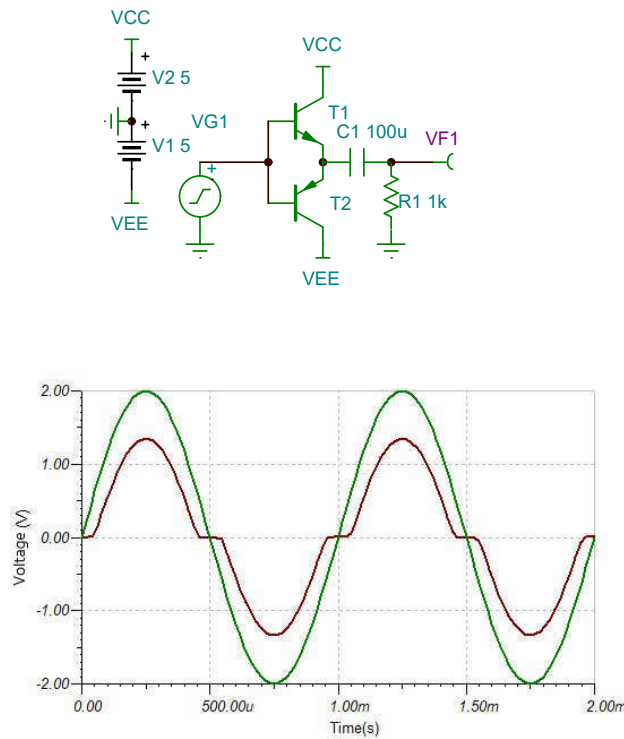 VCC
VCC
+
V2 5
VG1
T1
C1 100u
VF1
+
V1 5
+
T2
R1 1k
VEE
VEE
2.00
1.00
0.00
-1.00
-2.00
Voltage (V)
0.00
500.00u
1.00m
1.50m
2.00m
Time(s)